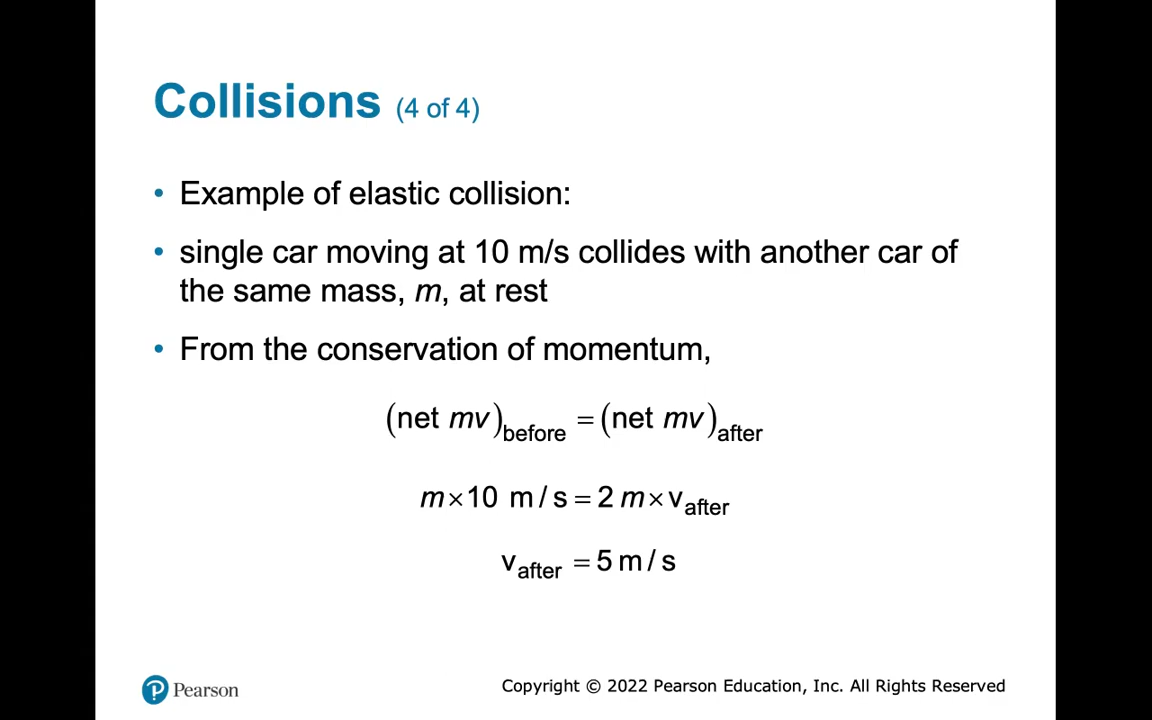 Collisions (4 of 4)
• Example of elastic collision:
• single car moving at 10 m/s collides with another car of
the same mass, m, at rest
• From the conservation of momentum,
(net mv)before = (net mv)after
m×10 m/s = 2m×vafter
vafter = 5 m/s
Pearson
Copyright © 2022 Pearson Education, Inc. All Rights Reserved